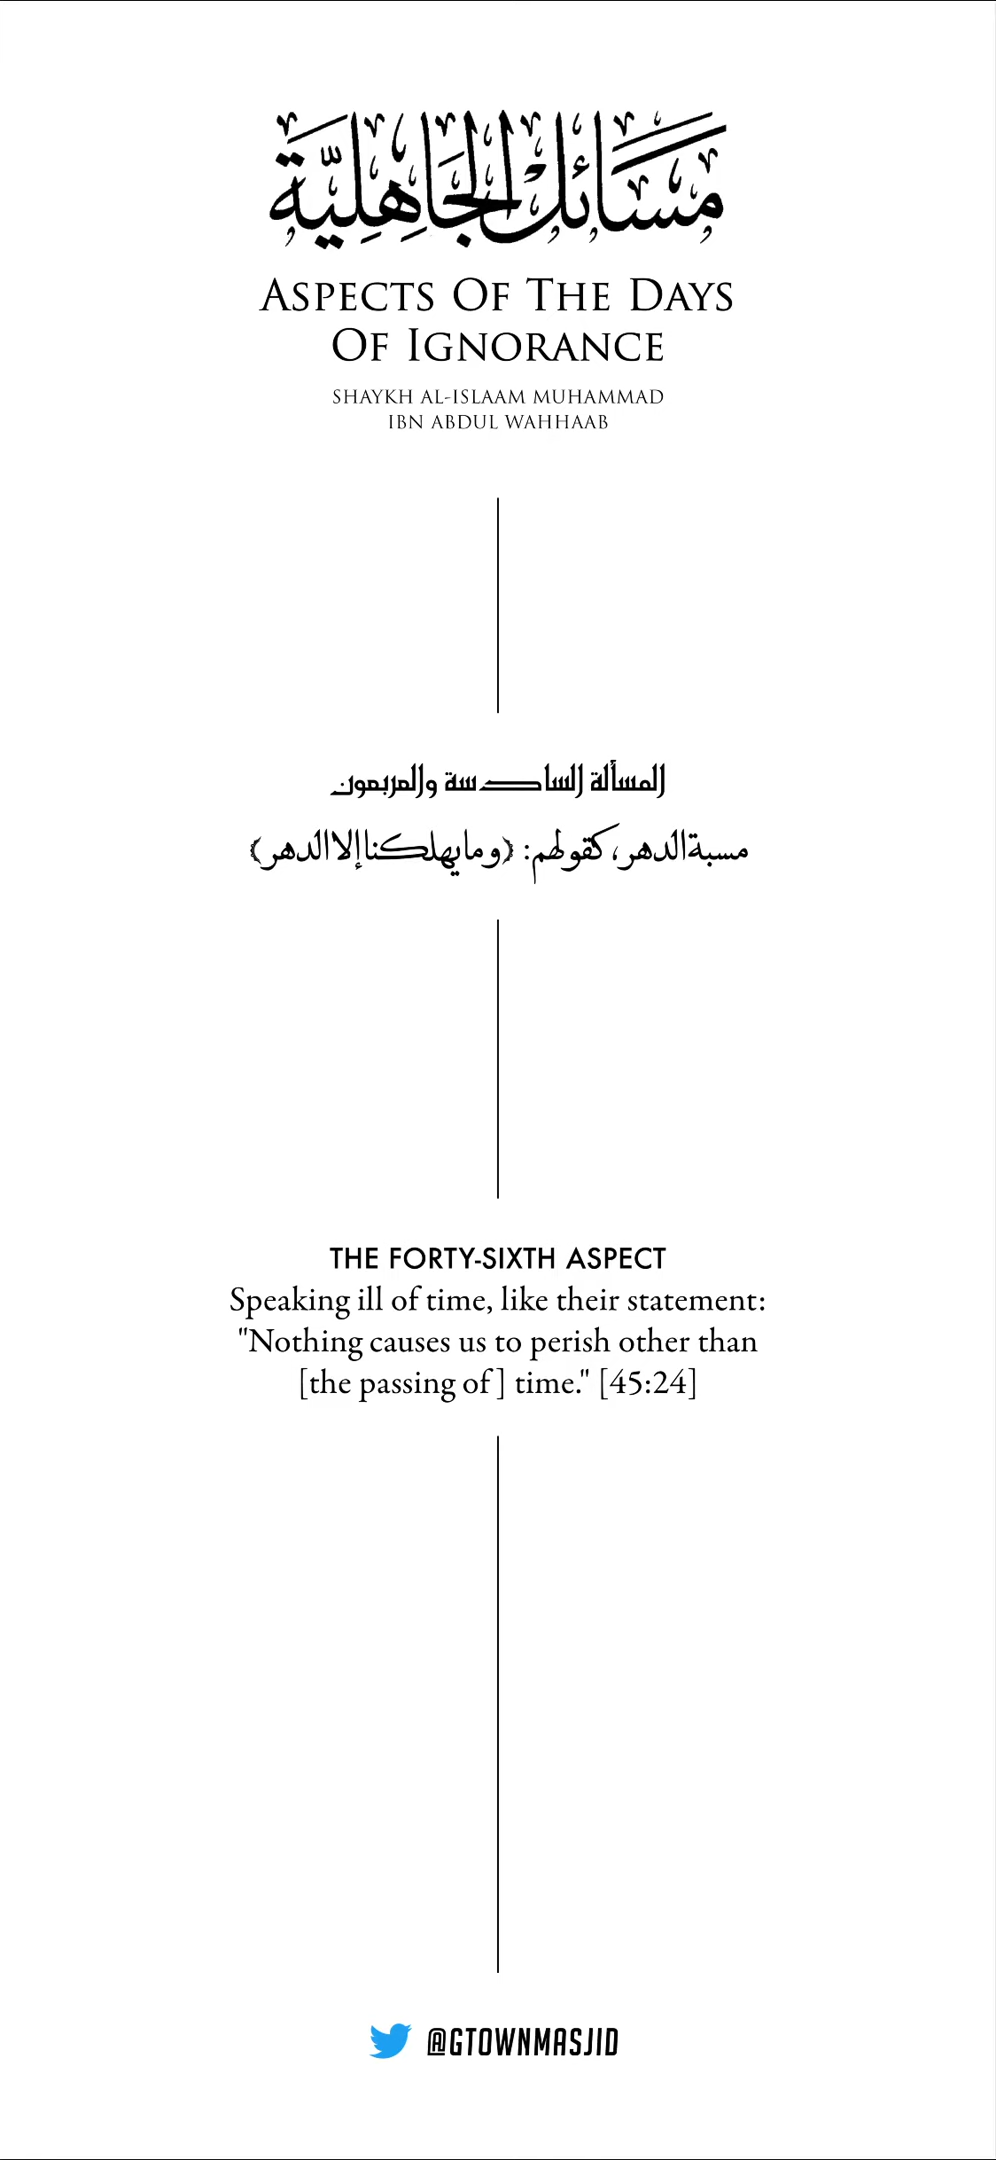 مَسَائِلُ الْجَاهِلِيَّةِ
ASPECTS OF THE DAYS
OF IGNORANCE
SHAYKH AL-ISLAAM MUHAMMAD
IBN ABDUL WAHHAAB
المسألة السادسة والعربعون
مسبة الدهر، كقولهم: ﴿وما يهلكنا إلا الدهر﴾
THE FORTY-SIXTH ASPECT
Speaking ill of time, like their statement:
"Nothing causes us to perish other than
[the passing of] time." [45:24]
@GTOWNMASJID